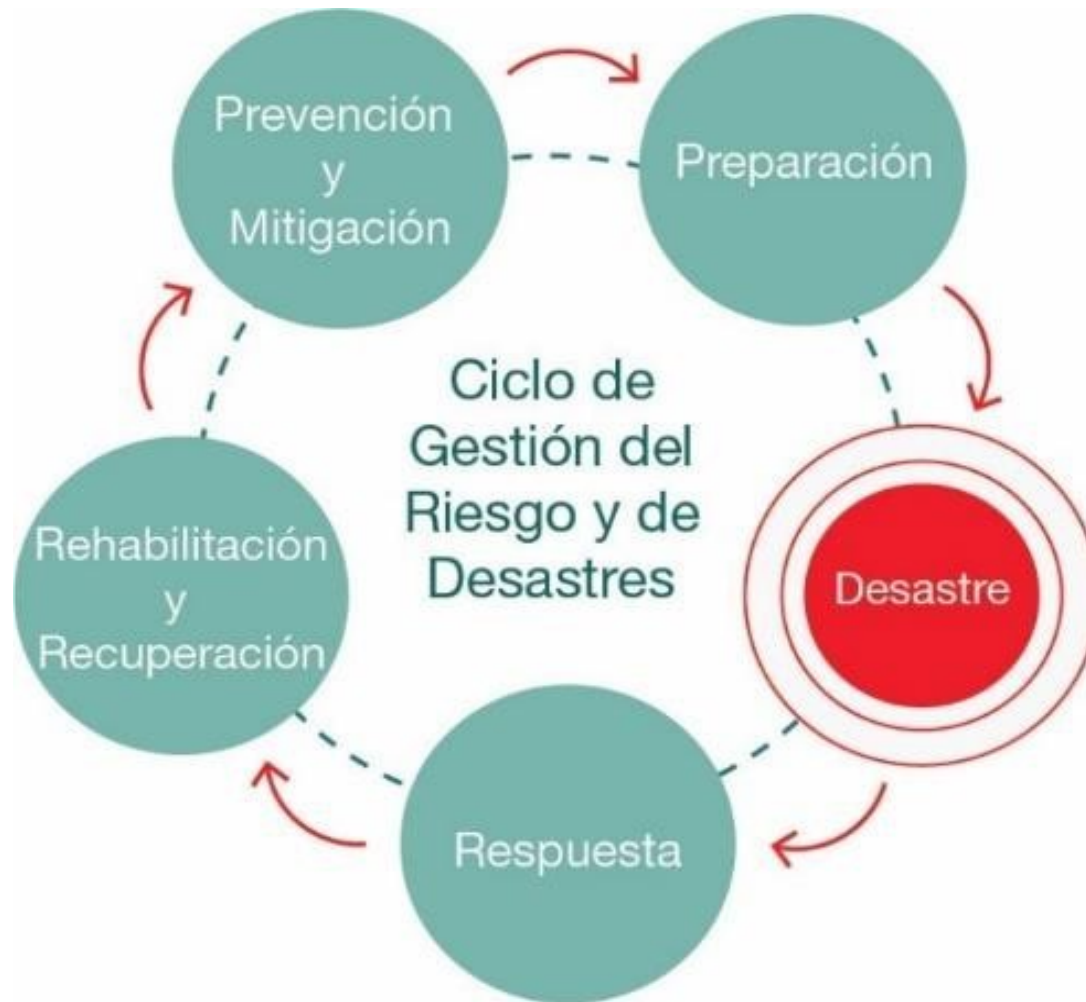 Prevención
y
Mitigación
Preparación
Ciclo de
Gestión del
Riesgo y de
Desastres
Desastre
Rehabilitación
y
Recuperación
Respuesta